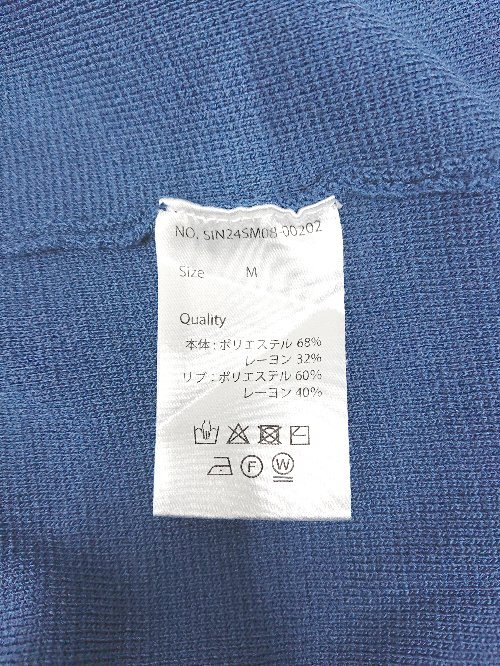 NO. SIN24SM08-00202
Size M
Quality
本体 : ポリエステル 68%
レーヨン 32%
リブ : ポリエステル 60%
レーヨン 40%
F W